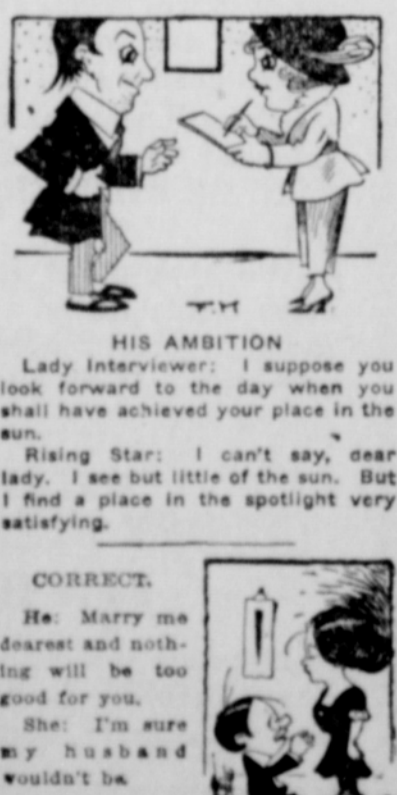 T.H
HIS AMBITION
Lady Interviewer: I suppose you
look forward to the day when you
shall have achieved your place in the
sun.
Rising Star: I can't say, dear
lady. I see but little of the sun. But
I find a place in the spotlight very
satisfying.
CORRECT.
He: Marry me
dearest and noth-
ing will be too
good for you.
She: I'm sure
my husband
wouldn't be.